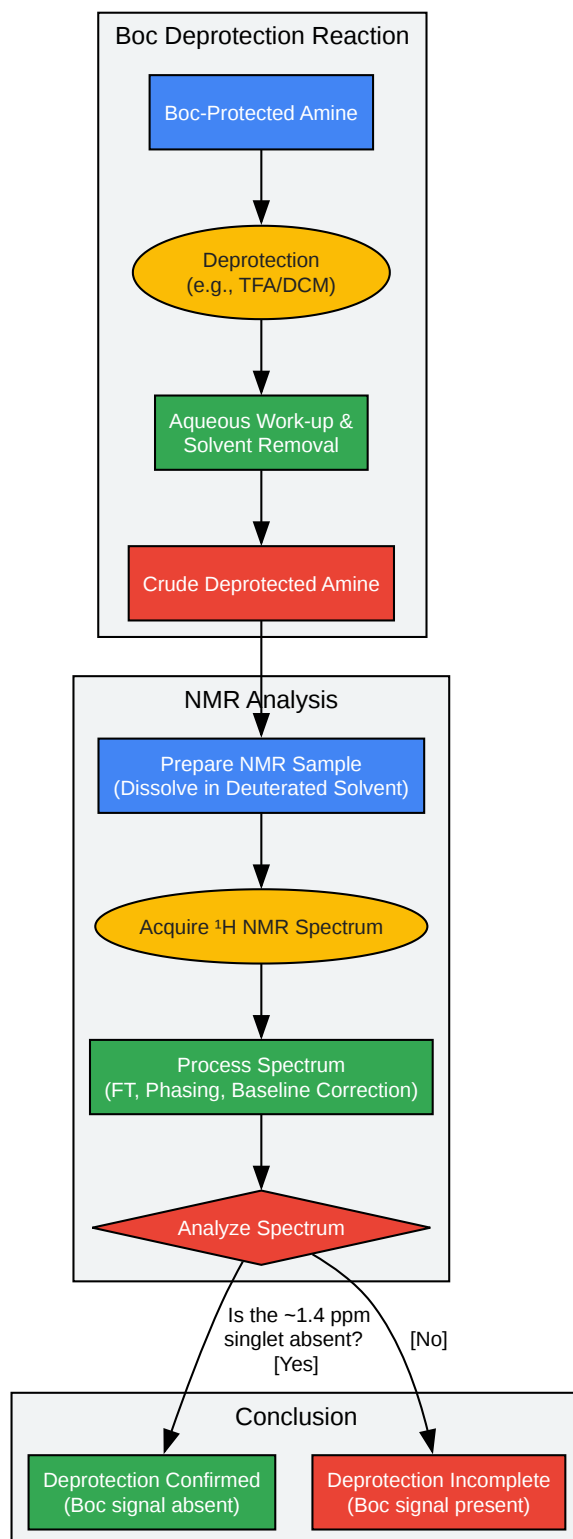 Boc Deprotection Reaction
Boc-Protected Amine
Deprotection
(e.g., TFA/DCM)
Aqueous Work-up &
Solvent Removal
Crude Deprotected Amine
NMR Analysis
Prepare NMR Sample
(Dissolve in Deuterated Solvent)
Acquire ¹H NMR Spectrum
Process Spectrum
(FT, Phasing, Baseline Correction)
Analyze Spectrum
Is the ~1.4 ppm
singlet absent?
[Yes]
[No]
Conclusion
Deprotection Confirmed
(Boc signal absent)
Deprotection Incomplete
(Boc signal present)